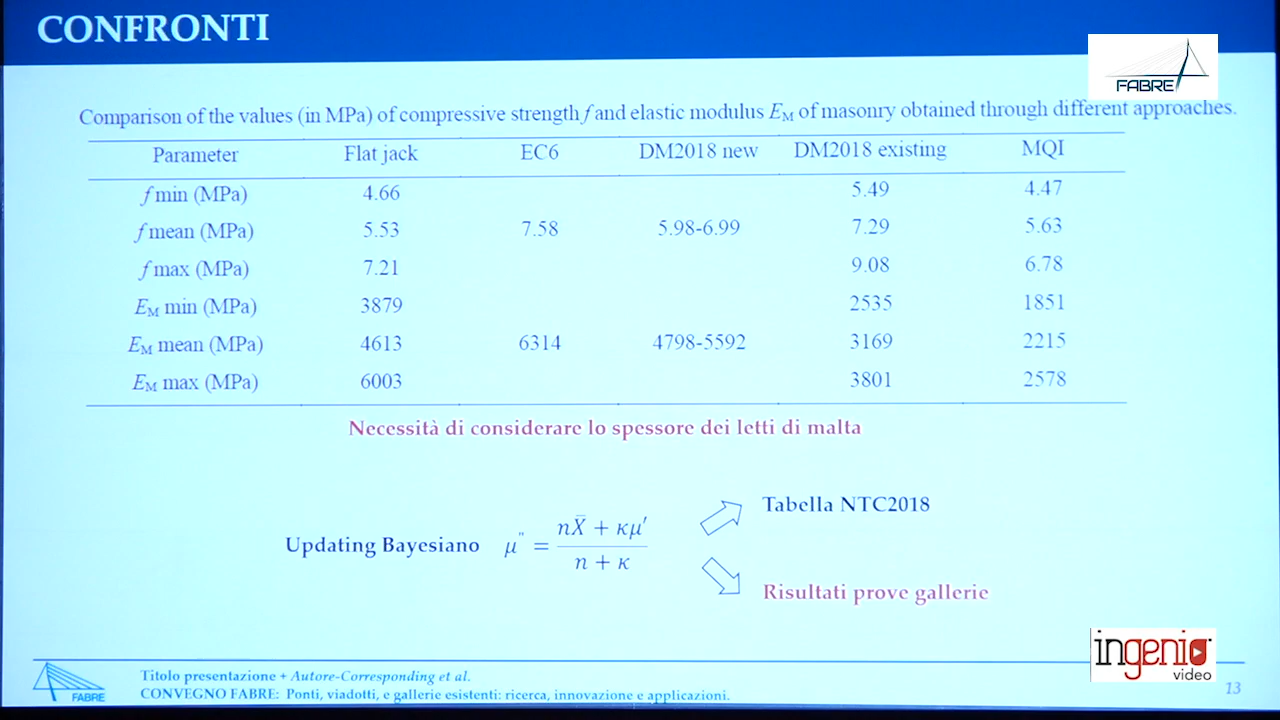 CONFRONTI
FABRE
Comparison of the values (in MPa) of compressive strength f and elastic modulus EM of masonry obtained through different approaches.
Parameter Flat jack EC6 DM2018 new DM2018 existing MQI
f min (MPa) 4.66 5.49 4.47
f mean (MPa) 5.53 7.58 5.98-6.99 7.29 5.63
f max (MPa) 7.21 9.08 6.78
EM min (MPa) 3879 2535 1851
EM mean (MPa) 4613 6314 4798-5592 3169 2215
EM max (MPa) 6003 3801 2578
Necessità di considerare lo spessore dei letti di malta
Tabella NTC2018
Updating Bayesiano μ'' = (nX̄ + κμ′) / (n + κ)
Risultati prove gallerie
ingenio
video
Titolo presentazione + Autore-Corresponding et al.
CONVEGNO FABRE: Ponti, viadotti, e gallerie esistenti: ricerca, innovazione e applicazioni.
FABRE
13